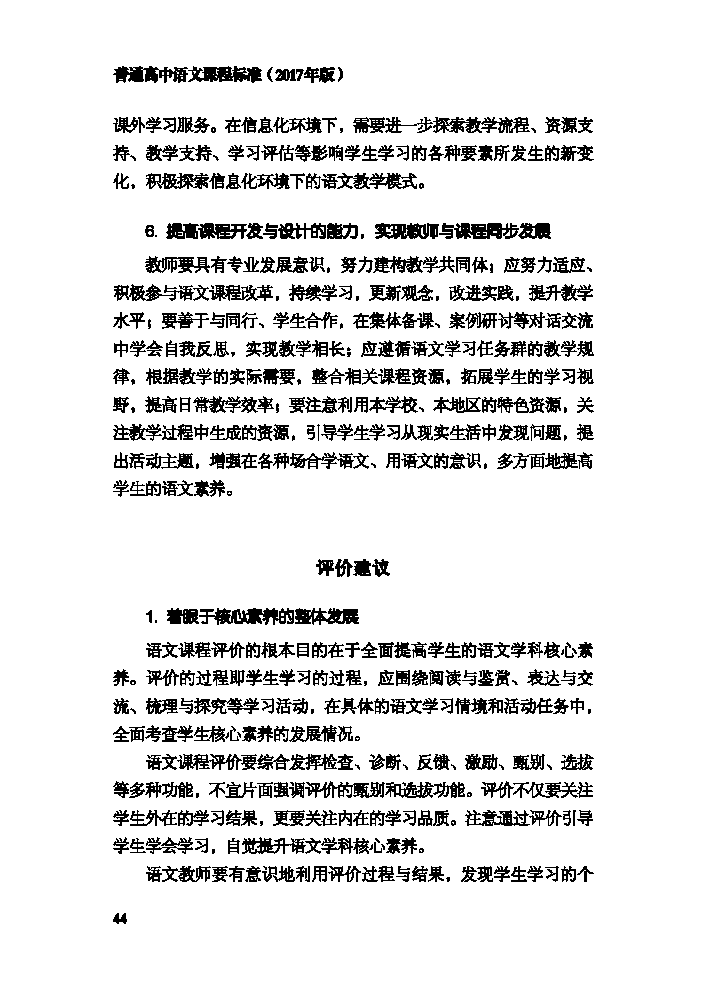 普通高中语文课程标准（2017年版）
课外学习服务。在信息化环境下，需要进一步探索教学流程、资源支
持、教学支持、学习评估等影响学生学习的各种要素所发生的新变
化，积极探索信息化环境下的语文教学模式。
6. 提高课程开发与设计的能力，实现教师与课程同步发展
教师要具有专业发展意识，努力建构教学共同体；应努力适应、
积极参与语文课程改革，持续学习，更新观念，改进实践，提升教学
水平；要善于与同行、学生合作，在集体备课、案例研讨等对话交流
中学会自我反思，实现教学相长；应遵循语文学习任务群的教学规
律，根据教学的实际需要，整合相关课程资源，拓展学生的学习视
野，提高日常教学效率；要注意利用本学校、本地区的特色资源，关
注教学过程中生成的资源，引导学生学习从现实生活中发现问题，提
出活动主题，增强在各种场合学语文、用语文的意识，多方面地提高
学生的语文素养。
评价建议
1. 着眼于核心素养的整体发展
语文课程评价的根本目的在于全面提高学生的语文学科核心素
养。评价的过程即学生学习的过程，应围绕阅读与鉴赏、表达与交
流、梳理与探究等学习活动，在具体的语文学习情境和活动任务中，
全面考查学生核心素养的发展情况。
语文课程评价要综合发挥检查、诊断、反馈、激励、甄别、选拔
等多种功能，不宜片面强调评价的甄别和选拔功能。评价不仅要关注
学生外在的学习结果，更要关注内在的学习品质。注意通过评价引导
学生学会学习，自觉提升语文学科核心素养。
语文教师要有意识地利用评价过程与结果，发现学生学习的个
44